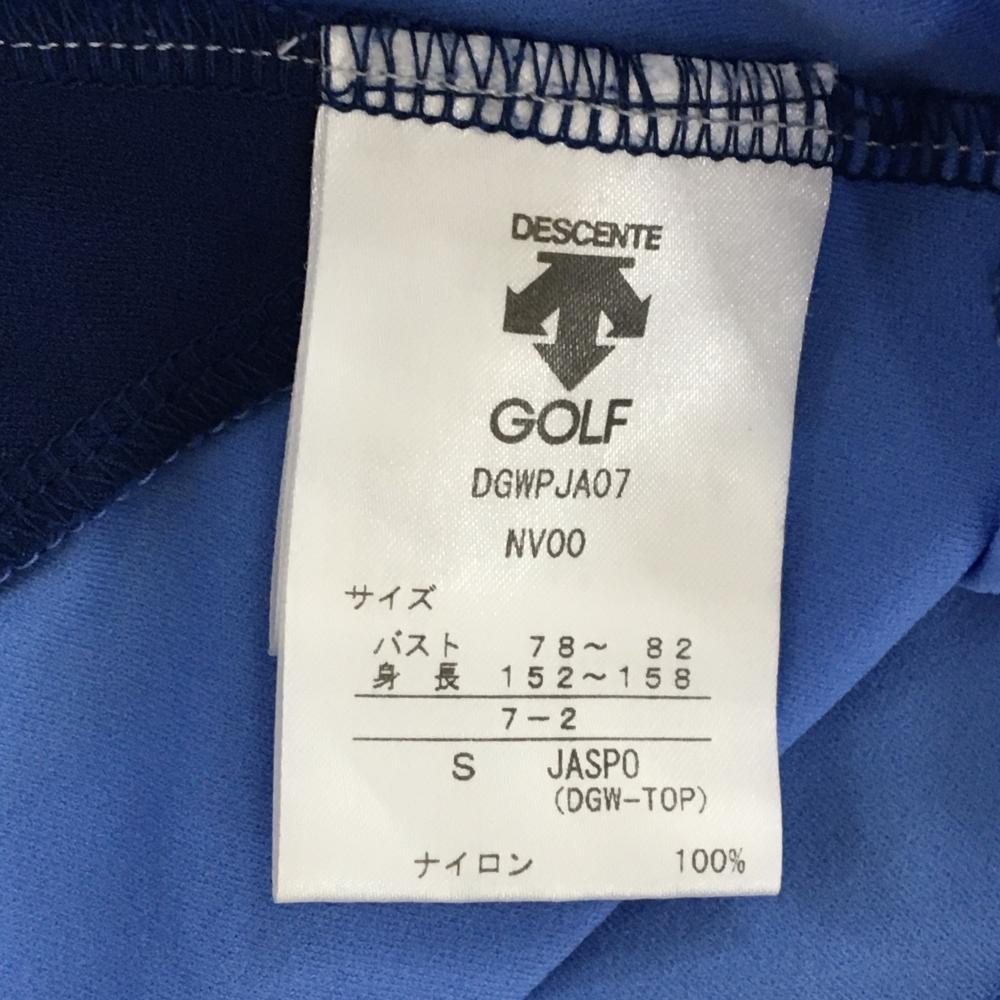 DESCENTE
GOLF
DGWPJA07
NV00
サイズ
バスト 78～ 82
身長 152～158
7-2
S JASPO
(DGW-TOP)
ナイロン 100%